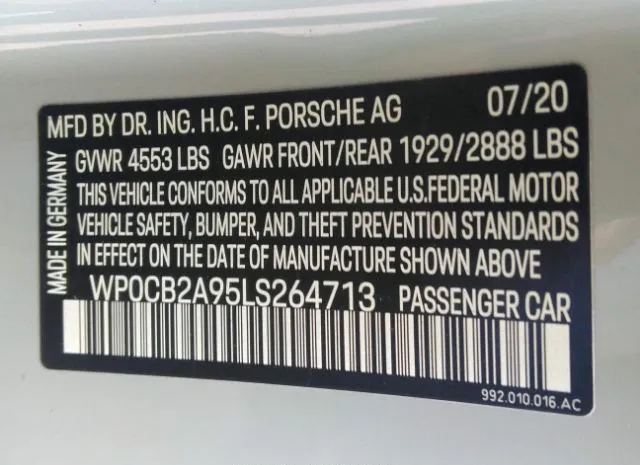 MFD BY DR. ING. H.C. F. PORSCHE AG 07/20
GVWR 4553 LBS GAWR FRONT/REAR 1929/2888 LBS
THIS VEHICLE CONFORMS TO ALL APPLICABLE U.S.FEDERAL MOTOR
VEHICLE SAFETY, BUMPER, AND THEFT PREVENTION STANDARDS
IN EFFECT ON THE DATE OF MANUFACTURE SHOWN ABOVE
WP0CB2A95LS264713 PASSENGER CAR
992.010.016.AC
MADE IN GERMANY